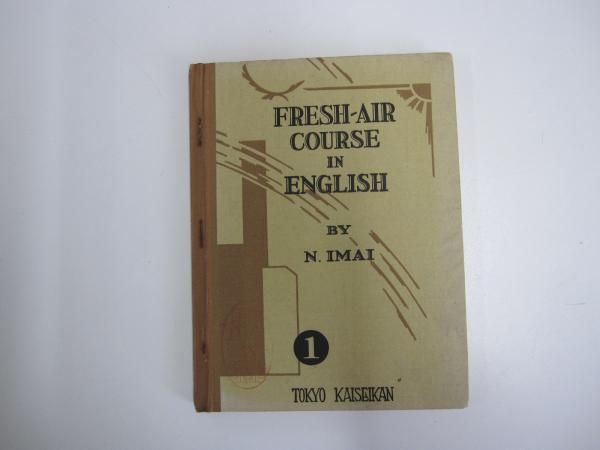 FRESH-AIR
COURSE
IN
ENGLISH
BY
N. IMAI
1
TOKYO KAISEIKAN